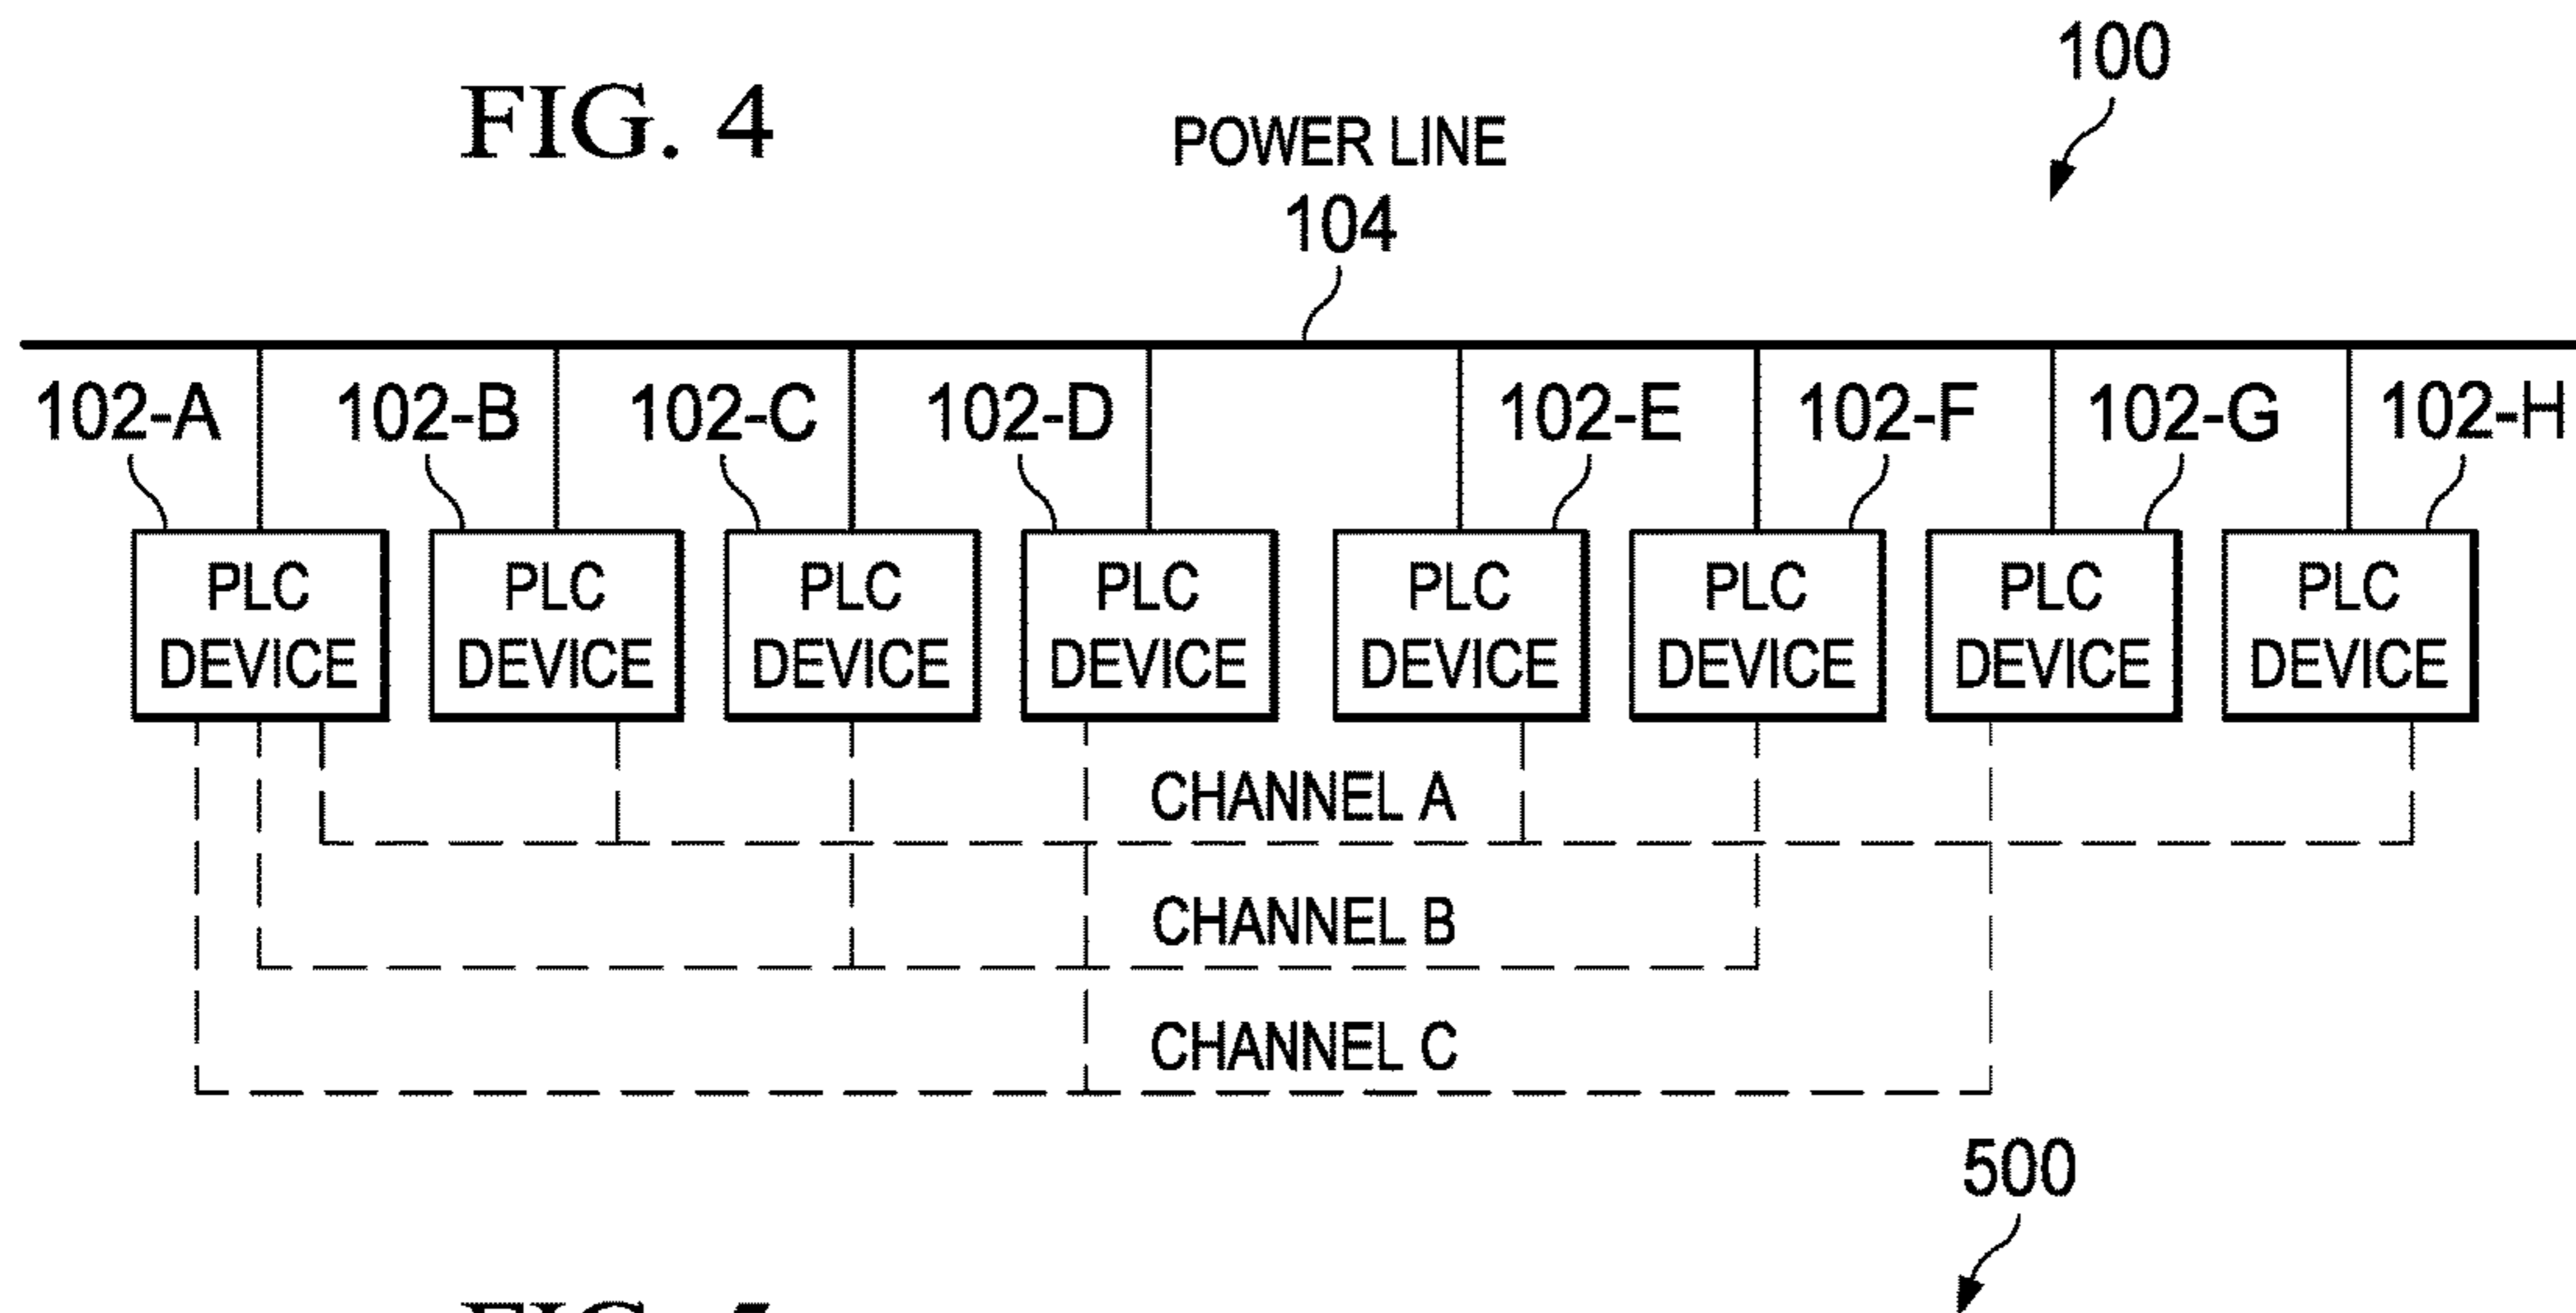 FIG. 4
100
POWER LINE
104
102-A
102-B
102-C
102-D
102-E
102-F
102-G
102-H
PLC
DEVICE
PLC
DEVICE
PLC
DEVICE
PLC
DEVICE
PLC
DEVICE
PLC
DEVICE
PLC
DEVICE
PLC
DEVICE
CHANNEL A
CHANNEL B
CHANNEL C
500